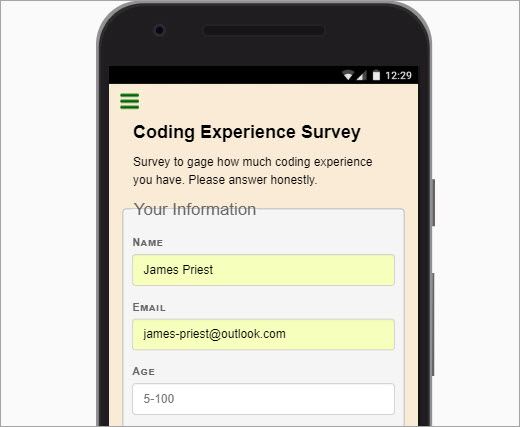 12:29
Coding Experience Survey
Survey to gage how much coding experience
you have. Please answer honestly.
Your Information
Name
James Priest
Email
james-priest@outlook.com
Age
5-100